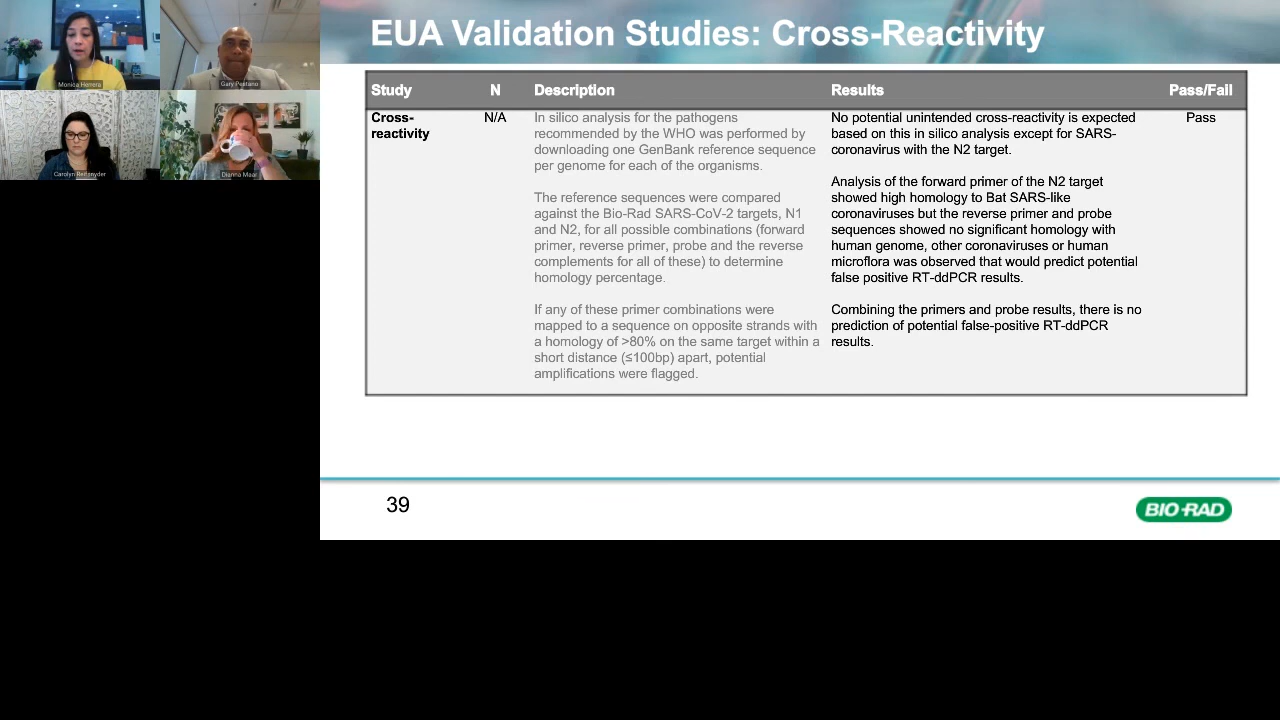 Monica Herrera
Gary Pestano
Carolyn Reifsnyder
Dianna Maar
EUA Validation Studies: Cross-Reactivity
Study N Description Results Pass/Fail
Cross-
reactivity
N/A
In silico analysis for the pathogens
recommended by the WHO was performed by
downloading one GenBank reference sequence
per genome for each of the organisms.
The reference sequences were compared
against the Bio-Rad SARS-CoV-2 targets, N1
and N2, for all possible combinations (forward
primer, reverse primer, probe and the reverse
complements for all of these) to determine
homology percentage.
If any of these primer combinations were
mapped to a sequence on opposite strands with
a homology of >80% on the same target within a
short distance (≤100bp) apart, potential
amplifications were flagged.
No potential unintended cross-reactivity is expected
based on this in silico analysis except for SARS-
coronavirus with the N2 target.
Analysis of the forward primer of the N2 target
showed high homology to Bat SARS-like
coronaviruses but the reverse primer and probe
sequences showed no significant homology with
human genome, other coronaviruses or human
microflora was observed that would predict potential
false positive RT-ddPCR results.
Combining the primers and probe results, there is no
prediction of potential false-positive RT-ddPCR
results.
Pass
39
BIO-RAD